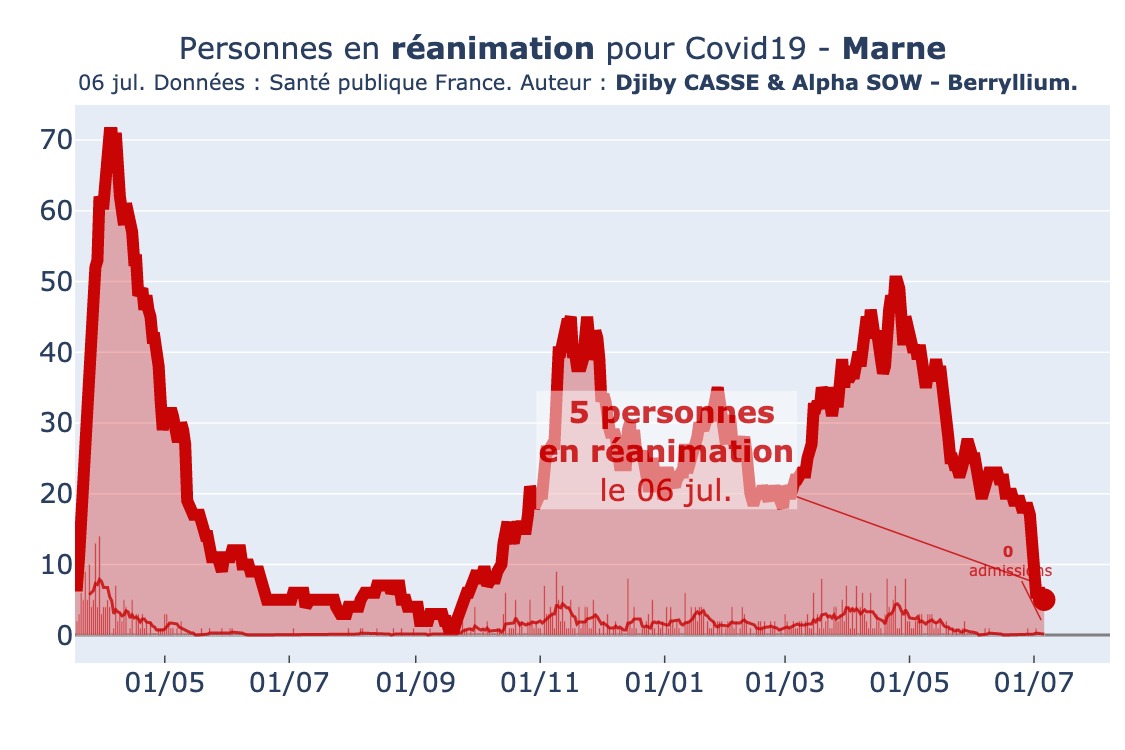 Personnes en réanimation pour Covid19 - Marne
06 jul. Données : Santé publique France. Auteur : Djiby CASSE & Alpha SOW - Berryllium.
70
60
50
40
30
20
10
0
5 personnes
en réanimation
le 06 jul.
0
admissions
01/05
01/07
01/09
01/11
01/01
01/03
01/05
01/07